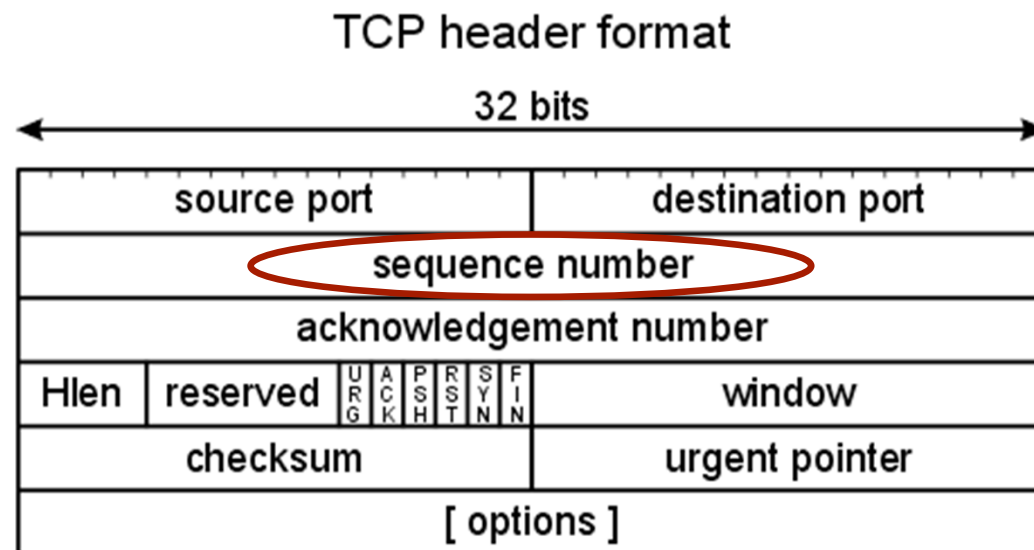 TCP header format
32 bits
source port destination port
sequence number
acknowledgement number
Hlen reserved URG ACK PSH RST SYN FIN window
checksum urgent pointer
[ options ]